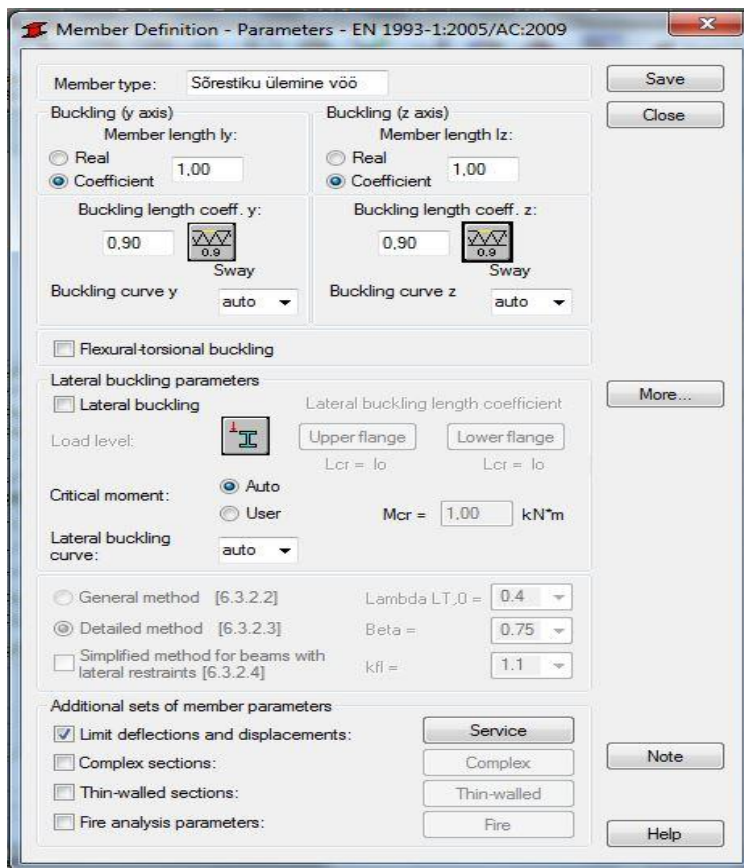 Member Definition - Parameters - EN 1993-1:2005/AC:2009
Member type: Sõrestiku ülemine vöö
Save
Close
Buckling (y axis)
Member length ly:
Real
Coefficient
1,00
Buckling (z axis)
Member length lz:
Real
Coefficient
1,00
Buckling length coeff. y:
0,90
0.9
Sway
Buckling curve y auto
Buckling length coeff. z:
0,90
0.9
Sway
Buckling curve z auto
Flexural-torsional buckling
Lateral buckling parameters
More...
Lateral buckling
Lateral buckling length coefficient
Load level:
Upper flange
Lower flange
Lcr = lo
Lcr = lo
Critical moment:
Auto
User
Mcr = 1,00 kN*m
Lateral buckling
curve: auto
General method [6.3.2.2]
Lambda LT,0 = 0.4
Detailed method [6.3.2.3]
Beta = 0.75
Simplified method for beams with
lateral restraints [6.3.2.4]
kfl = 1.1
Additional sets of member parameters
Limit deflections and displacements: Service
Complex sections: Complex
Thin-walled sections: Thin-walled
Fire analysis parameters: Fire
Note
Help